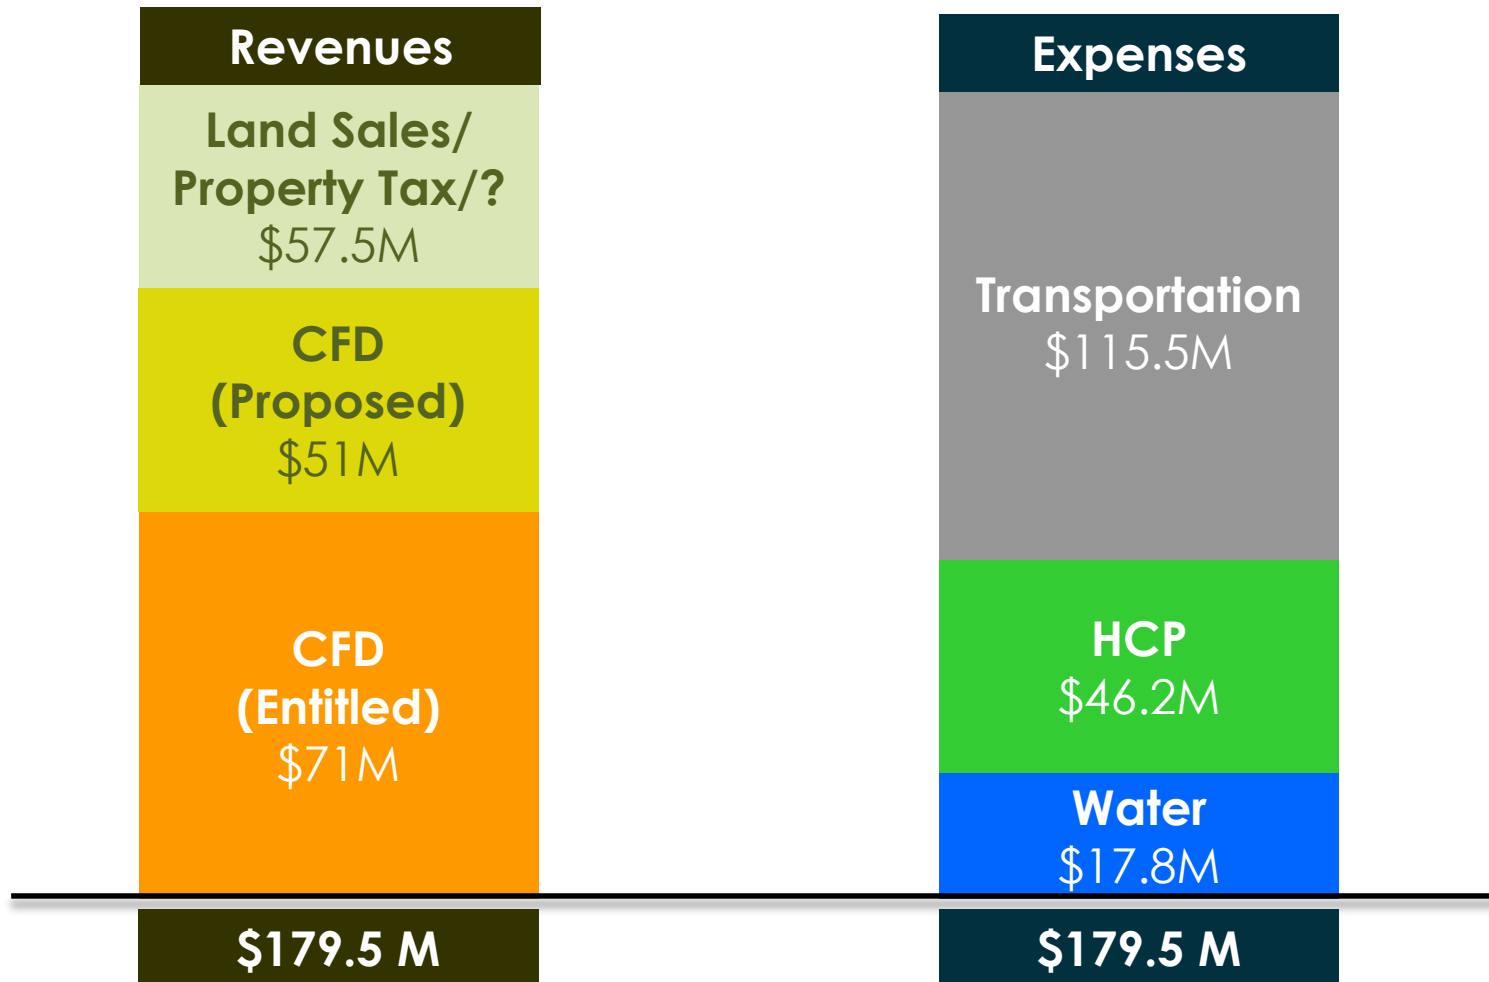 Revenues
Land Sales/
Property Tax/?
$57.5M
CFD
(Proposed)
$51M
CFD
(Entitled)
$71M
$179.5 M
Expenses
Transportation
$115.5M
HCP
$46.2M
Water
$17.8M
$179.5 M